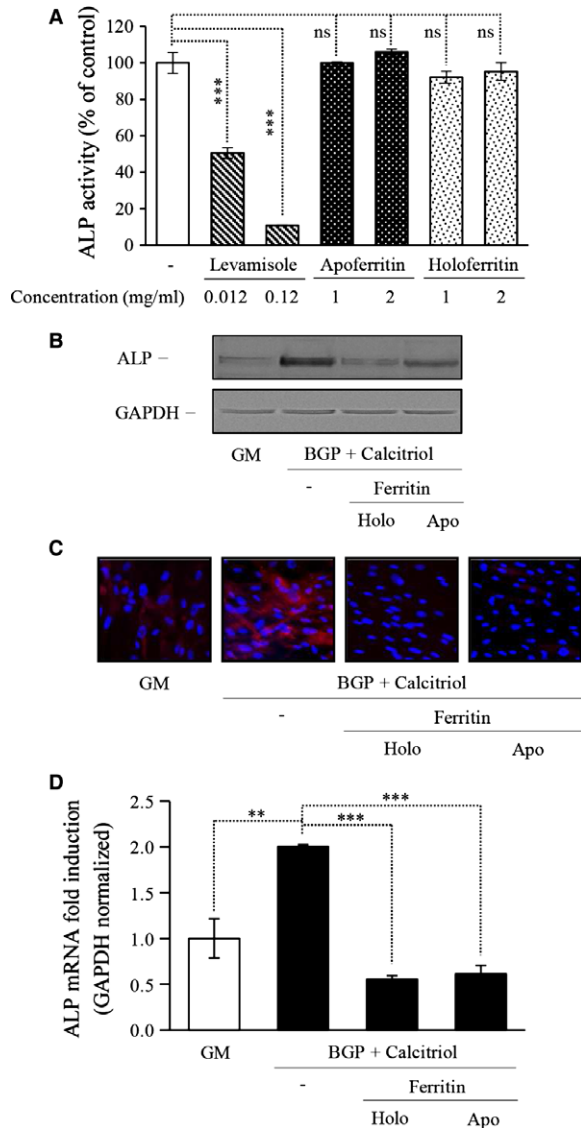 A
ALP activity (% of control)
120
100
80
60
40
20
0
***
***
ns
ns
ns
ns
-
Levamisole
Apoferritin
Holoferritin
Concentration (mg/ml)
0.012
0.12
1
2
1
2
B
ALP –
GAPDH –
GM
BGP + Calcitriol
-
Ferritin
Holo
Apo
C
GM
BGP + Calcitriol
-
Ferritin
Holo
Apo
D
ALP mRNA fold induction
(GAPDH normalized)
2.5
2.0
1.5
1.0
0.5
0.0
**
***
***
GM
BGP + Calcitriol
-
Ferritin
Holo
Apo